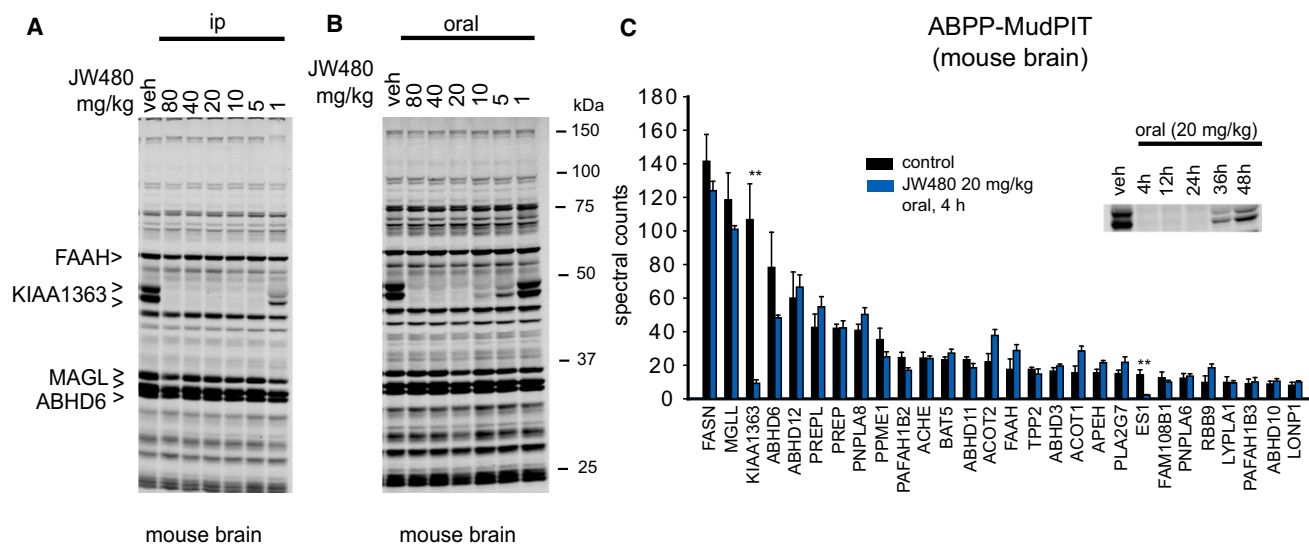 A
ip
JW480
mg/kg
veh
80
40
20
10
5
1
FAAH>
KIAA1363>
>
MAGL>
>
ABHD6>
mouse brain
B
oral
JW480
mg/kg
veh
80
40
20
10
5
1
kDa
– 150
– 100
– 75
– 50
– 37
– 25
mouse brain
C
ABPP-MudPIT
(mouse brain)
spectral counts
180
160
140
120
100
80
60
40
20
0
**
**
control
JW480 20 mg/kg
oral, 4 h
oral (20 mg/kg)
veh
4h
12h
24h
36h
48h
FASN
MGLL
KIAA1363
ABHD6
ABHD12
PREPL
PREP
PNPLA8
PPME1
PAFAH1B2
ACHE
BAT5
ABHD11
ACOT2
FAAH
TPP2
ABHD3
ACOT1
APEH
PLA2G7
ES1
FAM108B1
PNPLA6
RBB9
LYPLA1
PAFAH1B3
ABHD10
LONP1